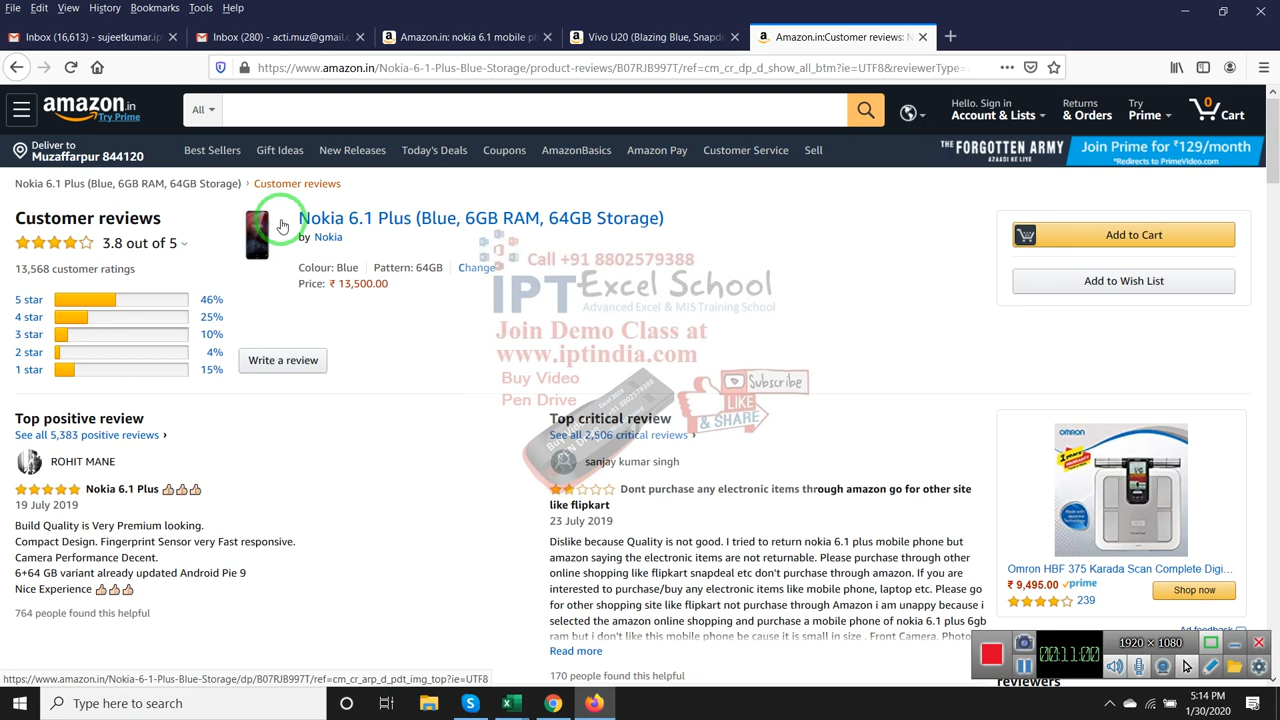 File Edit View History Bookmarks Tools Help
Inbox (16,613) - sujeetkumar.ip
Inbox (280) - acti.muz@gmail.c
Amazon.in: nokia 6.1 mobile ph
Vivo U20 (Blazing Blue, Snapdr
Amazon.in:Customer reviews: N
https://www.amazon.in/Nokia-6-1-Plus-Blue-Storage/product-reviews/B07RJB997T/ref=cm_cr_dp_d_show_all_btm?ie=UTF8&reviewerType=
amazon.in
Try Prime
All
Hello. Sign in
Account & Lists
Returns
& Orders
Try
Prime
0
Cart
Deliver to
Muzaffarpur 844120
Best Sellers Gift Ideas New Releases Today's Deals Coupons AmazonBasics Amazon Pay Customer Service Sell
THE FORGOTTEN ARMY
AZAADI KE LIYE
Join Prime for ₹129/month
*Redirects to PrimeVideo.com
Nokia 6.1 Plus (Blue, 6GB RAM, 64GB Storage) › Customer reviews
Customer reviews
3.8 out of 5
13,568 customer ratings
5 star 46%
4 star 25%
3 star 10%
2 star 4%
1 star 15%
Nokia 6.1 Plus (Blue, 6GB RAM, 64GB Storage)
by Nokia
Colour: Blue | Pattern: 64GB Change
Price: ₹ 13,500.00
Write a review
Add to Cart
Add to Wish List
Call +91 8802579388
IPT Excel School
Advanced Excel & MIS Training School
Join Demo Class at
www.iptindia.com
Buy Video
Pen Drive
Subscribe
LIKE
& SHARE
Top positive review
See all 5,383 positive reviews ›
ROHIT MANE
Nokia 6.1 Plus
19 July 2019
Build Quality is Very Premium looking.
Compact Design. Fingerprint Sensor very Fast responsive.
Camera Performance Decent.
6+64 GB variant already updated Android Pie 9
Nice Experience
764 people found this helpful
Top critical review
See all 2,506 critical reviews ›
sanjay kumar singh
Dont purchase any electronic items through amazon go for other site
like flipkart
23 July 2019
Dislike because Quality is not good. I tried to return nokia 6.1 plus mobile phone but
amazon saying the electronic items are not returnable. Please purchase through other
online shopping like flipkart snapdeal etc don't purchase through amazon. If you are
interested to purchase/buy any electronic items like mobile phone, laptop etc. Please go
for other shopping site like flipkart not purchase through Amazon i am unappy because i
selected the amazon online shopping and purchase a mobile phone of nokia 6.1 plus 6gb
ram but i don't like this mobile phone be cause it is small in size . Front Camera. Photo
Read more
170 people found this helpful
OMRON
Omron HBF 375 Karada Scan Complete Digi...
₹ 9,495.00 prime
239
Shop now
Ad feedback
reviewers
00:11:00
1920 × 1080
https://www.amazon.in/Nokia-6-1-Plus-Blue-Storage/dp/B07RJB997T/ref=cm_cr_arp_d_pdt_img_top?ie=UTF8
Type here to search
5:14 PM
1/30/2020